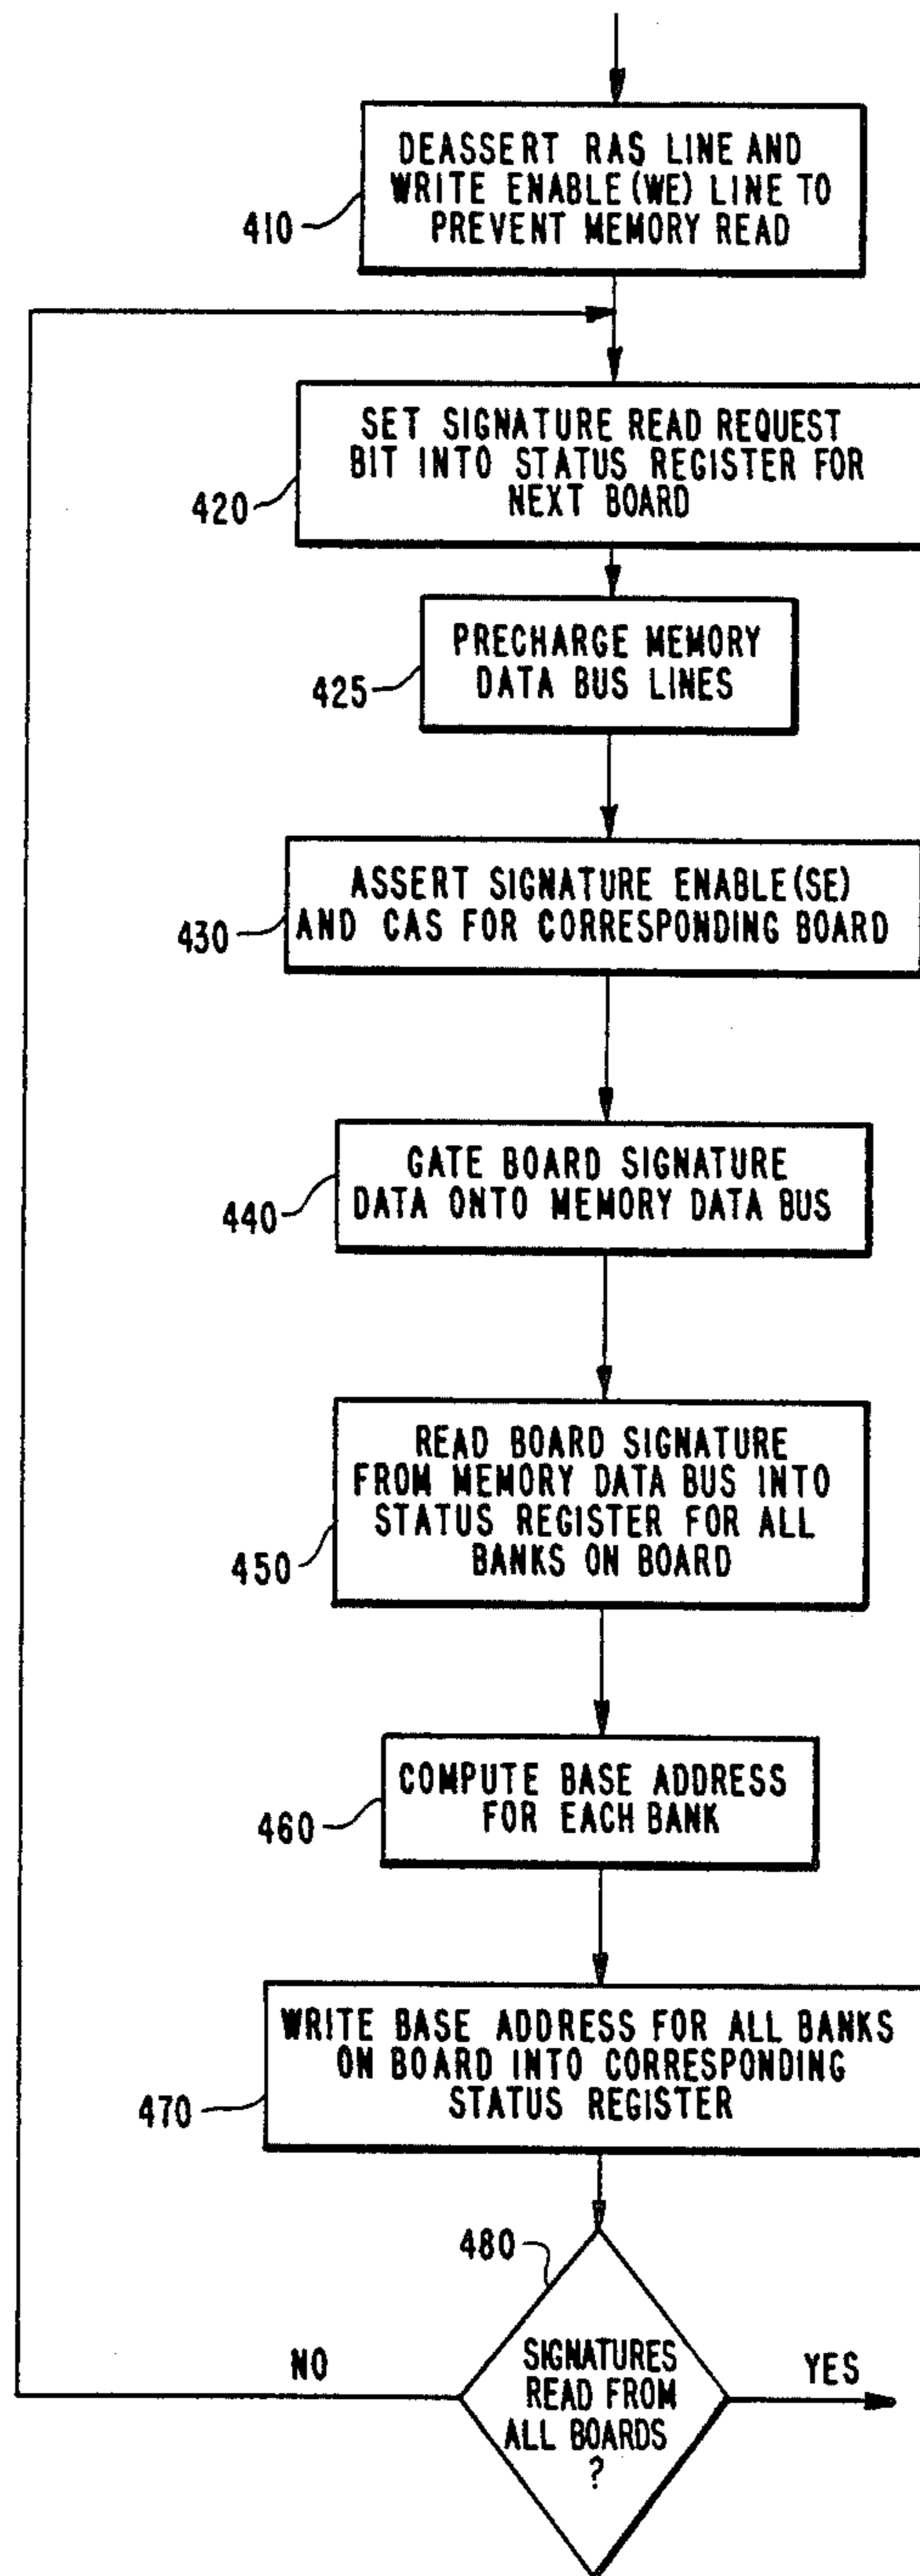 DEASSERT RAS LINE AND
WRITE ENABLE (WE) LINE TO
PREVENT MEMORY READ
410
SET SIGNATURE READ REQUEST
BIT INTO STATUS REGISTER FOR
NEXT BOARD
420
PRECHARGE MEMORY
DATA BUS LINES
425
ASSERT SIGNATURE ENABLE (SE)
AND CAS FOR CORRESPONDING BOARD
430
GATE BOARD SIGNATURE
DATA ONTO MEMORY DATA BUS
440
READ BOARD SIGNATURE
FROM MEMORY DATA BUS INTO
STATUS REGISTER FOR ALL
BANKS ON BOARD
450
COMPUTE BASE ADDRESS
FOR EACH BANK
460
WRITE BASE ADDRESS FOR ALL BANKS
ON BOARD INTO CORRESPONDING
STATUS REGISTER
470
480
NO
SIGNATURES
READ FROM
ALL BOARDS
?
YES